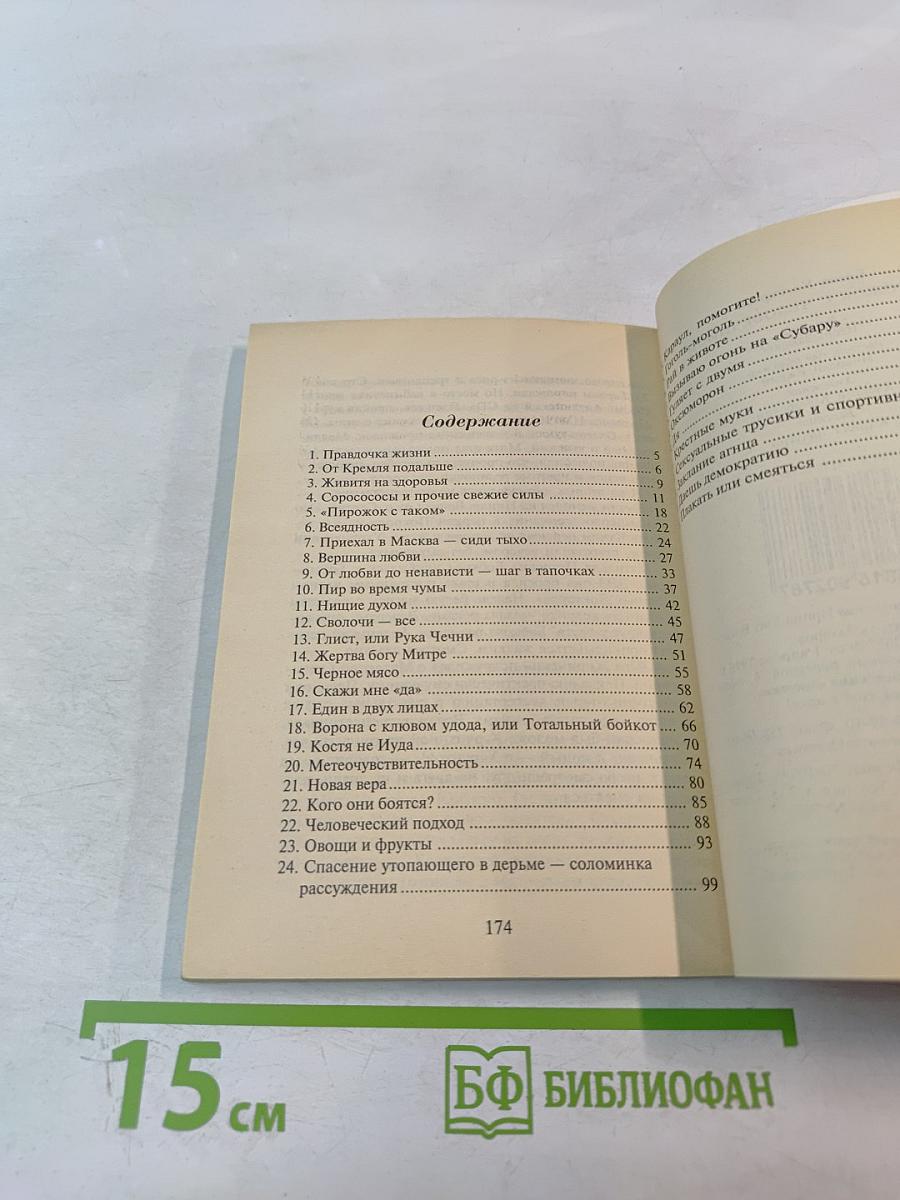 Содержание
1. Правдочка жизни ........ 5
2. От Кремля подальше ........ 6
3. Живитя на здоровья ........ 9
4. Соросососы и прочие свежие силы ........ 11
5. «Пирожок с таком» ........ 18
6. Всеядность ........ 22
7. Приехал в Масква — сиди тыхо ........ 24
8. Вершина любви ........ 27
9. От любви до ненависти — шаг в тапочках ........ 33
10. Пир во время чумы ........ 37
11. Нищие духом ........ 42
12. Сволочи — все ........ 45
13. Глист, или Рука Чечни ........ 47
14. Жертва богу Митре ........ 51
15. Черное мясо ........ 55
16. Скажи мне «да» ........ 58
17. Един в двух лицах ........ 62
18. Ворона с клювом удода, или Тотальный бойкот .... 66
19. Костя не Иуда ........ 70
20. Метеочувствительность ........ 74
21. Новая вера ........ 80
22. Кого они боятся? ........ 85
22. Человеческий подход ........ 88
23. Овощи и фрукты ........ 93
24. Спасение утопающего в дерьме — соломинка
рассуждения ........ 99
174
Караул, помогите! ........
Гоголь-моголь ........
Рай в животе ........
Вызываю огонь на «Субару» ........
Гуляет с двумя ........
Оксюморон ........
Дя ........
Крестные муки ........
Сексуальные трусики и спортивн
Заклание агнца ........
Даешь демократию ........
Плакать или смеяться ........
15 см
БФ БИБЛИОФАН